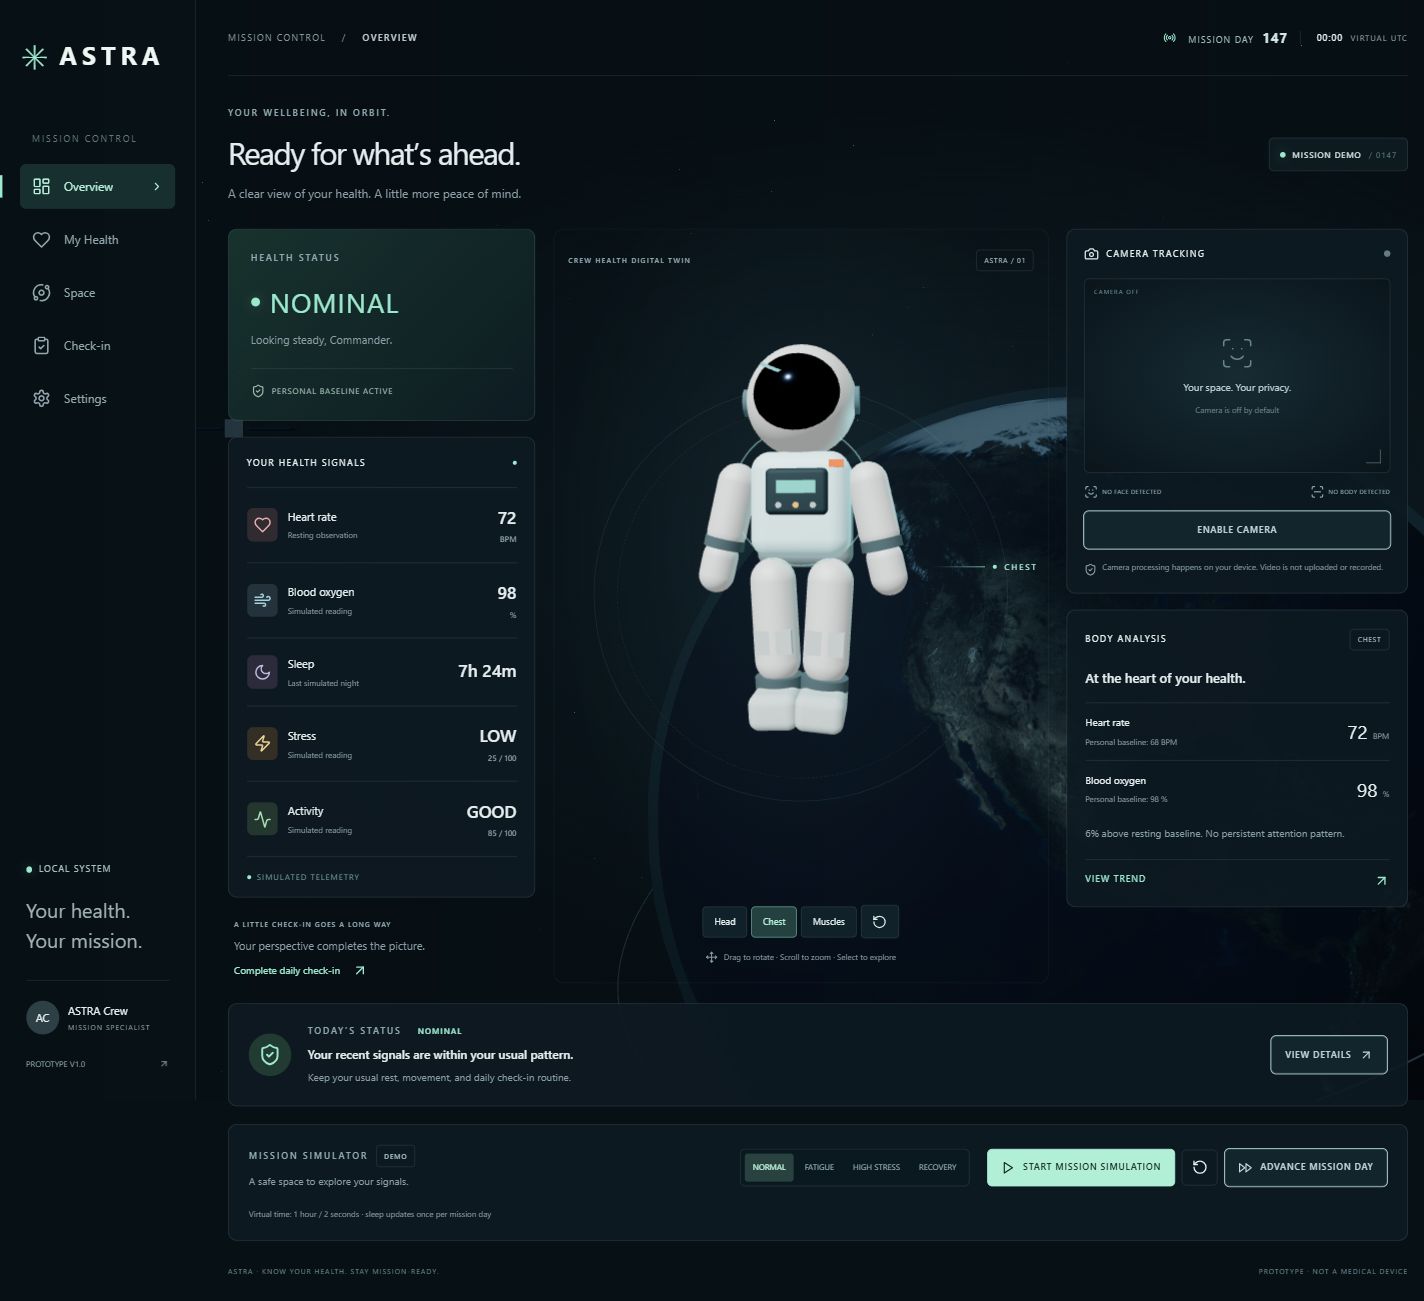 ASTRA
MISSION CONTROL
Overview
My Health
Space
Check-in
Settings
LOCAL SYSTEM
Your health.
Your mission.
AC
ASTRA Crew
MISSION SPECIALIST
PROTOTYPE V1.0
MISSION CONTROL / OVERVIEW
MISSION DAY 147
00:00 VIRTUAL UTC
YOUR WELLBEING, IN ORBIT.
Ready for what's ahead.
A clear view of your health. A little more peace of mind.
MISSION DEMO / 0147
HEALTH STATUS
NOMINAL
Looking steady, Commander.
PERSONAL BASELINE ACTIVE
YOUR HEALTH SIGNALS
Heart rate
Resting observation
72
BPM
Blood oxygen
Simulated reading
98
%
Sleep
Last simulated night
7h 24m
Stress
Simulated reading
LOW
25 / 100
Activity
Simulated reading
GOOD
85 / 100
SIMULATED TELEMETRY
A LITTLE CHECK-IN GOES A LONG WAY
Your perspective completes the picture.
Complete daily check-in
CREW HEALTH DIGITAL TWIN
ASTRA / 01
CHEST
Head
Chest
Muscles
Drag to rotate · Scroll to zoom · Select to explore
CAMERA TRACKING
CAMERA OFF
Your space. Your privacy.
Camera is off by default
NO FACE DETECTED
NO BODY DETECTED
ENABLE CAMERA
Camera processing happens on your device. Video is not uploaded or recorded.
BODY ANALYSIS
CHEST
At the heart of your health.
Heart rate
Personal baseline: 68 BPM
72 BPM
Blood oxygen
Personal baseline: 98 %
98 %
6% above resting baseline. No persistent attention pattern.
VIEW TREND
TODAY'S STATUS NOMINAL
Your recent signals are within your usual pattern.
Keep your usual rest, movement, and daily check-in routine.
VIEW DETAILS
MISSION SIMULATOR DEMO
A safe space to explore your signals.
Virtual time: 1 hour / 2 seconds · sleep updates once per mission day
NORMAL
FATIGUE
HIGH STRESS
RECOVERY
START MISSION SIMULATION
ADVANCE MISSION DAY
ASTRA · KNOW YOUR HEALTH. STAY MISSION-READY.
PROTOTYPE · NOT A MEDICAL DEVICE